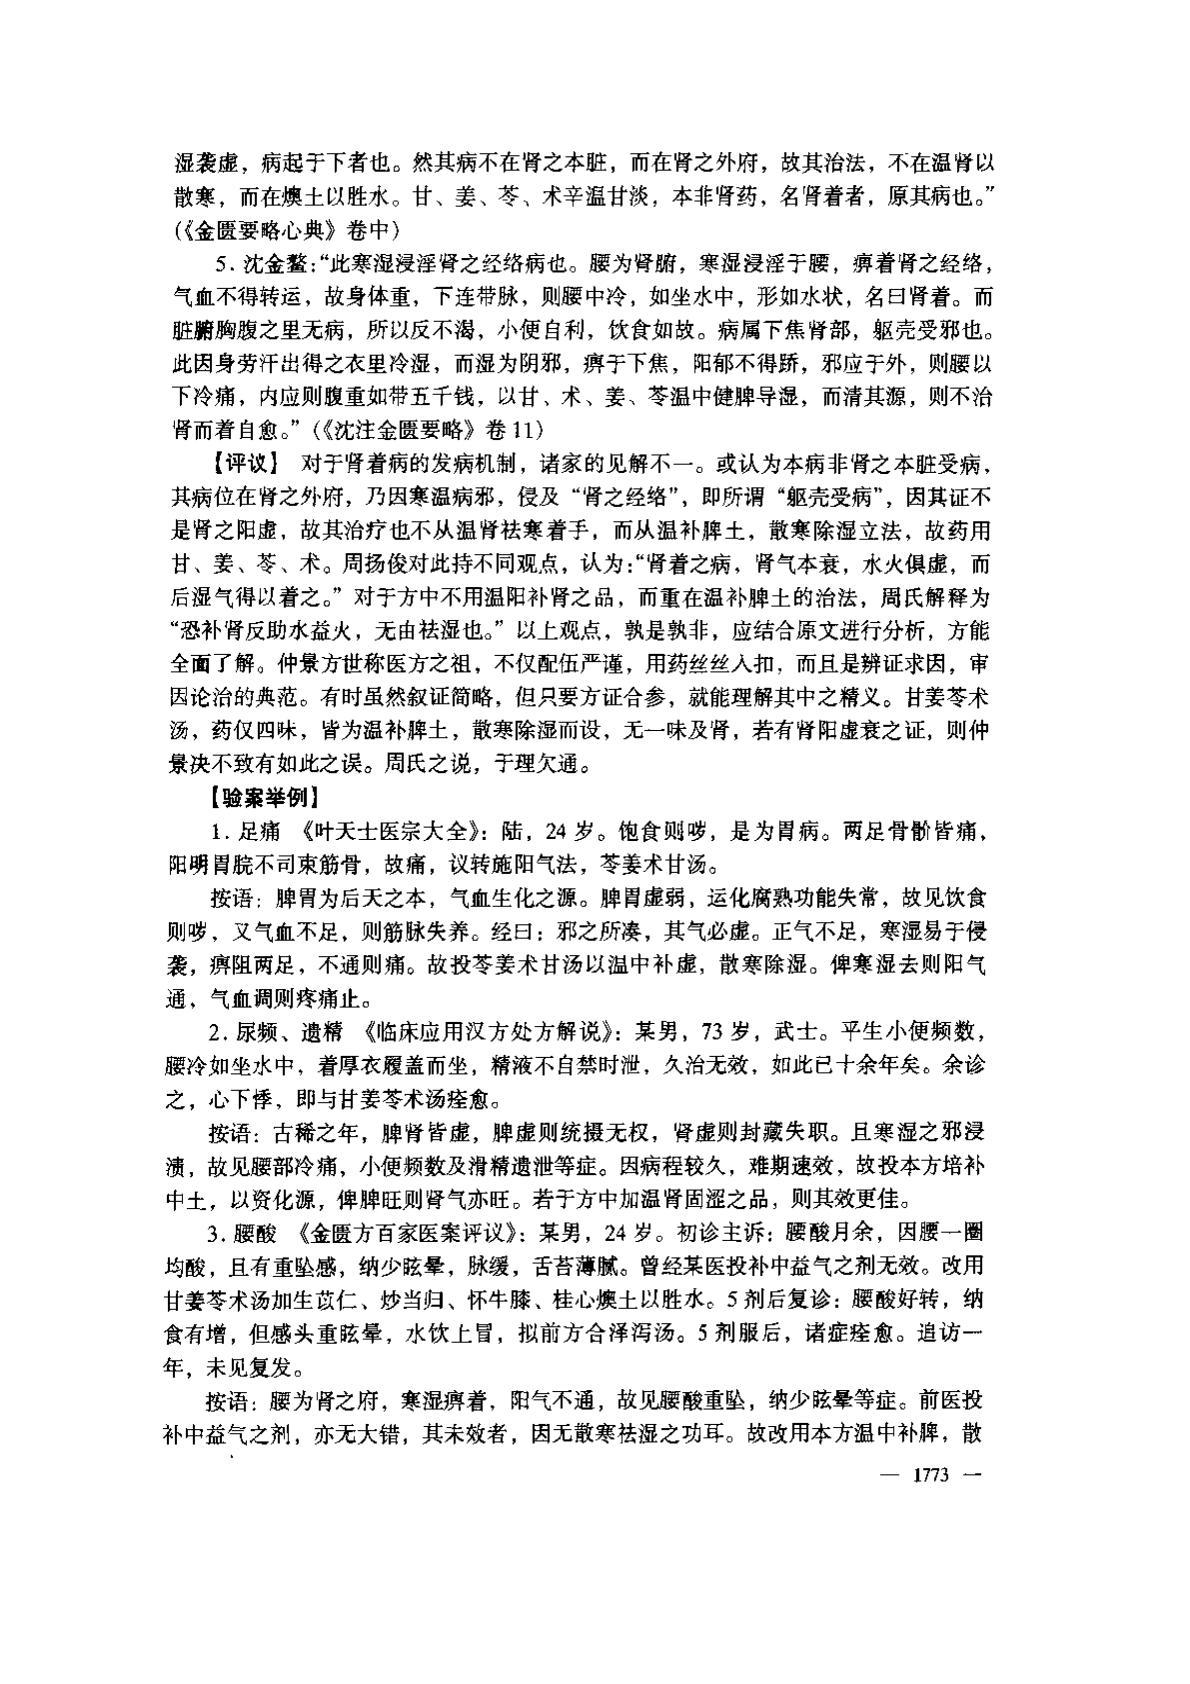 湿袭虚，病起于下者也。然其病不在肾之本脏，而在肾之外府，故其治法，不在温肾以
散寒，而在燠土以胜水。甘、姜、苓、术辛温甘淡，本非肾药，名肾着者，原其病也。”
（《金匮要略心典》卷中）
5. 沈金鳌：“此寒湿浸淫肾之经络病也。腰为肾腑，寒湿浸淫于腰，痹着肾之经络，
气血不得转运，故身体重，下连带脉，则腰中冷，如坐水中，形如水状，名曰肾着。而
脏腑胸腹之里无病，所以反不渴，小便自利，饮食如故。病属下焦肾部，躯壳受邪也。
此因身劳汗出得之衣里冷湿，而湿为阴邪，痹于下焦，阳郁不得跻，邪应于外，则腰以
下冷痛，内应则腹重如带五千钱，以甘、术、姜、苓温中健脾导湿，而清其源，则不治
肾而着自愈。”（《沈注金匮要略》卷 11）
【评议】 对于肾着病的发病机制，诸家的见解不一。或认为本病非肾之本脏受病，
其病位在肾之外府，乃因寒温病邪，侵及“肾之经络”，即所谓“躯壳受病”，因其证不
是肾之阳虚，故其治疗也不从温肾祛寒着手，而从温补脾土，散寒除湿立法，故药用
甘、姜、苓、术。周扬俊对此持不同观点，认为：“肾着之病，肾气本衰，水火俱虚，而
后湿气得以着之。”对于方中不用温阳补肾之品，而重在温补脾土的治法，周氏解释为
“恐补肾反助水益火，无由祛湿也。”以上观点，孰是孰非，应结合原文进行分析，方能
全面了解。仲景方世称医方之祖，不仅配伍严谨，用药丝丝入扣，而且是辨证求因，审
因论治的典范。有时虽然叙证简略，但只要方证合参，就能理解其中之精义。甘姜苓术
汤，药仅四味，皆为温补脾土，散寒除湿而设，无一味及肾，若有肾阳虚衰之证，则仲
景决不致有如此之误。周氏之说，于理欠通。
【验案举例】
1. 足痛 《叶天士医宗大全》：陆，24 岁。饱食则哕，是为胃病。两足骨骱皆痛，
阳明胃脘不司束筋骨，故痛，议转施阳气法，苓姜术甘汤。
按语：脾胃为后天之本，气血生化之源。脾胃虚弱，运化腐熟功能失常，故见饮食
则哕，又气血不足，则筋脉失养。经曰：邪之所凑，其气必虚。正气不足，寒湿易于侵
袭，痹阻两足，不通则痛。故投苓姜术甘汤以温中补虚，散寒除湿。俾寒湿去则阳气
通，气血调则疼痛止。
2. 尿频、遗精 《临床应用汉方处方解说》：某男，73 岁，武士。平生小便频数，
腰冷如坐水中，着厚衣履盖而坐，精液不自禁时泄，久治无效，如此已十余年矣。余诊
之，心下悸，即与甘姜苓术汤痊愈。
按语：古稀之年，脾肾皆虚，脾虚则统摄无权，肾虚则封藏失职。且寒湿之邪浸
渍，故见腰部冷痛，小便频数及滑精遗泄等症。因病程较久，难期速效，故投本方培补
中土，以资化源，俾脾旺则肾气亦旺。若于方中加温肾固涩之品，则其效更佳。
3. 腰酸 《金匮方百家医案评议》：某男，24 岁。初诊主诉：腰酸月余，因腰一圈
均酸，且有重坠感，纳少眩晕，脉缓，舌苔薄腻。曾经某医投补中益气之剂无效。改用
甘姜苓术汤加生苡仁、炒当归、怀牛膝、桂心燠土以胜水。5 剂后复诊：腰酸好转，纳
食有增，但感头重眩晕，水饮上冒，拟前方合泽泻汤。5 剂服后，诸症痊愈。追访一
年，未见复发。
按语：腰为肾之府，寒湿痹着，阳气不通，故见腰酸重坠，纳少眩晕等症。前医投
补中益气之剂，亦无大错，其未效者，因无散寒祛湿之功耳。故改用本方温中补脾，散
— 1773 —